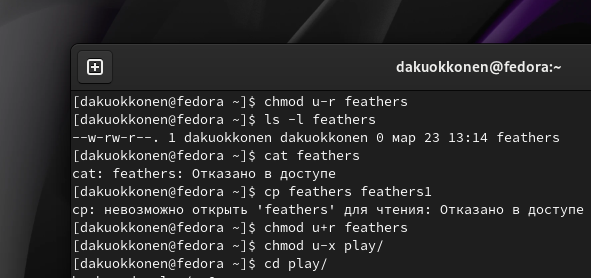 dakuokkonen@fedora:~
[dakuokkonen@fedora ~]$ chmod u-r feathers
[dakuokkonen@fedora ~]$ ls -l feathers
--w-rw-r--. 1 dakuokkonen dakuokkonen 0 мар 23 13:14 feathers
[dakuokkonen@fedora ~]$ cat feathers
cat: feathers: Отказано в доступе
[dakuokkonen@fedora ~]$ cp feathers feathers1
cp: невозможно открыть 'feathers' для чтения: Отказано в доступе
[dakuokkonen@fedora ~]$ chmod u+r feathers
[dakuokkonen@fedora ~]$ chmod u-x play/
[dakuokkonen@fedora ~]$ cd play/